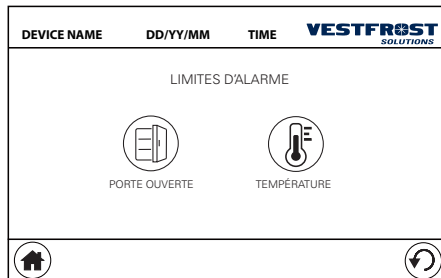 DEVICE NAME DD/YY/MM TIME VESTFROST
SOLUTIONS
LIMITES D'ALARME
PORTE OUVERTE TEMPÉRATURE